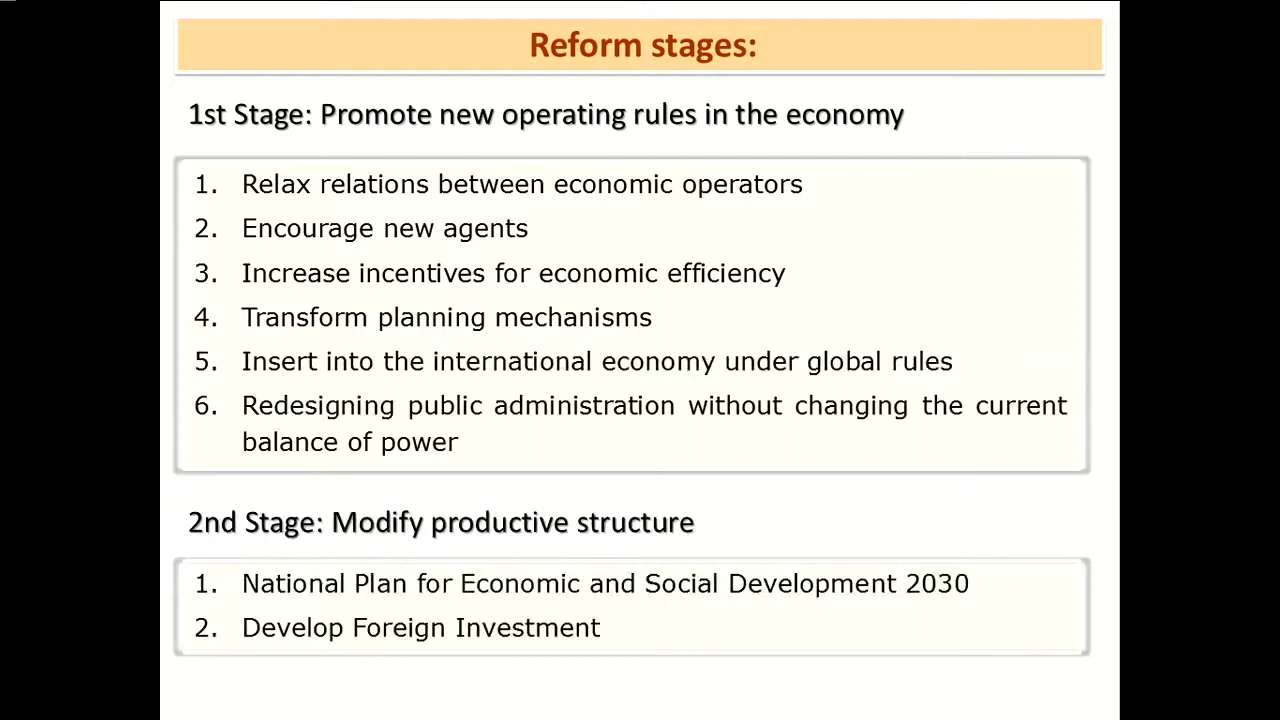 Reform stages:
1st Stage: Promote new operating rules in the economy
1. Relax relations between economic operators
2. Encourage new agents
3. Increase incentives for economic efficiency
4. Transform planning mechanisms
5. Insert into the international economy under global rules
6. Redesigning public administration without changing the current
balance of power
2nd Stage: Modify productive structure
1. National Plan for Economic and Social Development 2030
2. Develop Foreign Investment